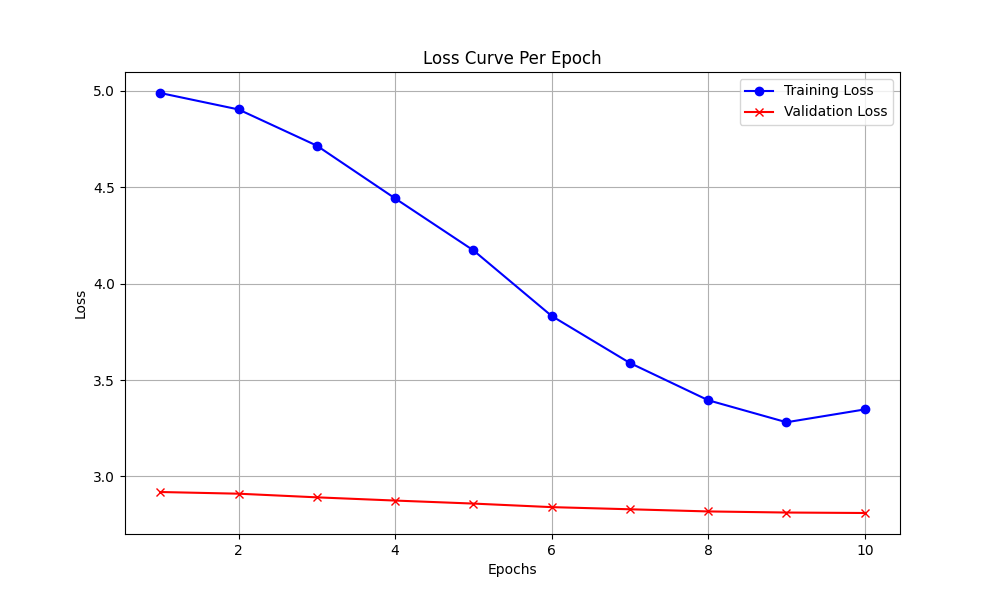 Loss Curve Per Epoch
Training Loss
Validation Loss
5.0
4.5
4.0
3.5
3.0
Loss
2 4 6 8 10
Epochs